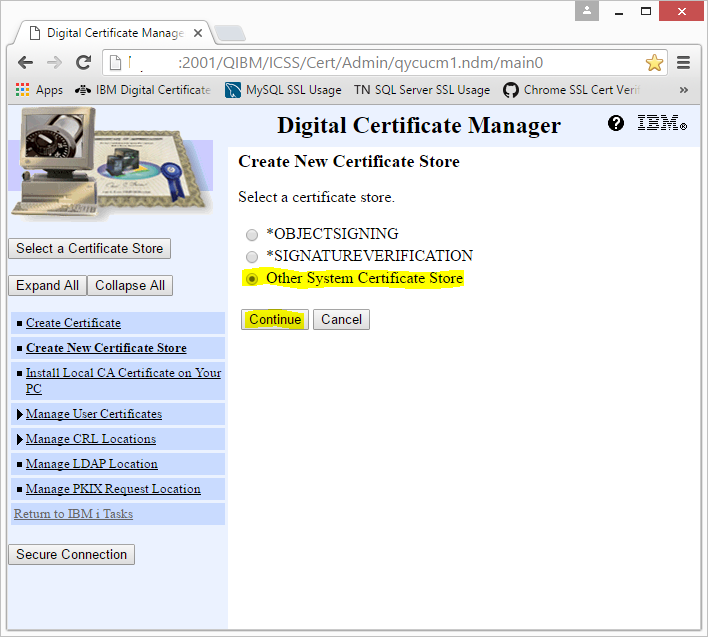 Digital Certificate Manage
:2001/QIBM/ICSS/Cert/Admin/qycucm1.ndm/main0
Apps IBM Digital Certificate MySQL SSL Usage TN SQL Server SSL Usage Chrome SSL Cert Veri »
Digital Certificate Manager ? IBM®
Create New Certificate Store
Select a certificate store.
*OBJECTSIGNING
*SIGNATUREVERIFICATION
Other System Certificate Store
Continue Cancel
Select a Certificate Store
Expand All Collapse All
Create Certificate
Create New Certificate Store
Install Local CA Certificate on Your
PC
Manage User Certificates
Manage CRL Locations
Manage LDAP Location
Manage PKIX Request Location
Return to IBM i Tasks
Secure Connection